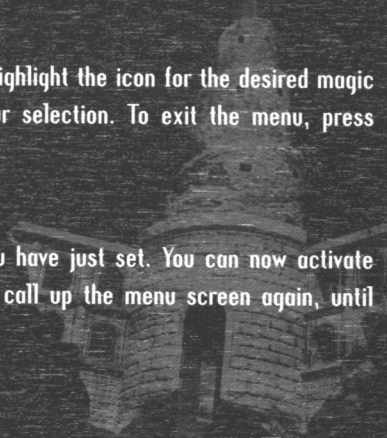 ighlight the icon for the desired magic
r selection. To exit the menu, press
have just set. You can now activate
call up the menu screen again, until